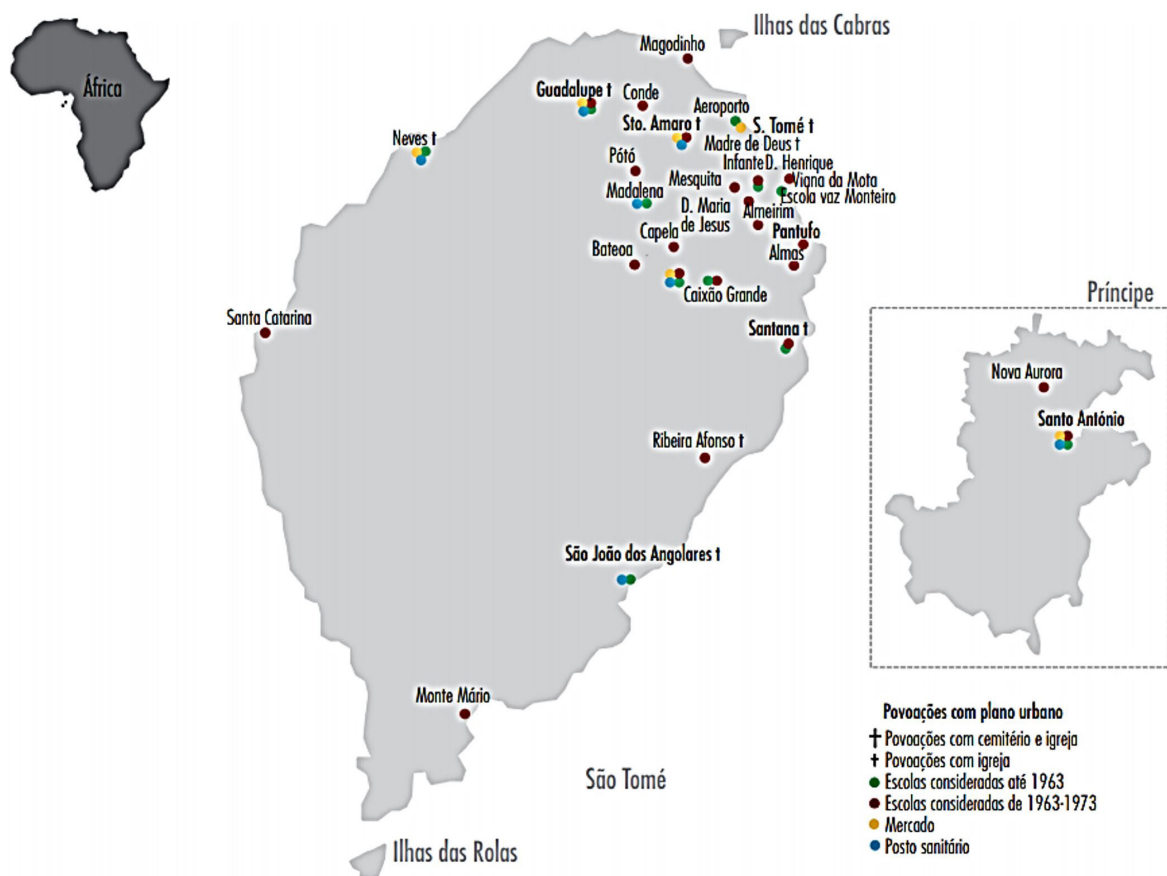 África
Ilhas das Cabras
Magodinho
Guadalupe †
Conde
Aeroporto
Sto. Amaro †
S. Tomé †
Neves †
Madre de Deus †
Pótó
Infante D. Henrique
Mesquita
Viana da Mota
Madalena
Escola vaz Monteiro
D. Maria
de Jesus
Almeirim
Capela
Pantufo
Bateoa
Almas
Caixão Grande
Príncipe
Santa Catarina
Santana †
Nova Aurora
Santo António
Ribeira Afonso †
São João dos Angolares †
Monte Mário
São Tomé
Ilhas das Rolas
Povoações com plano urbano
† Povoações com cemitério e igreja
† Povoações com igreja
Escolas consideradas até 1963
Escolas consideradas de 1963-1973
Mercado
Posto sanitário